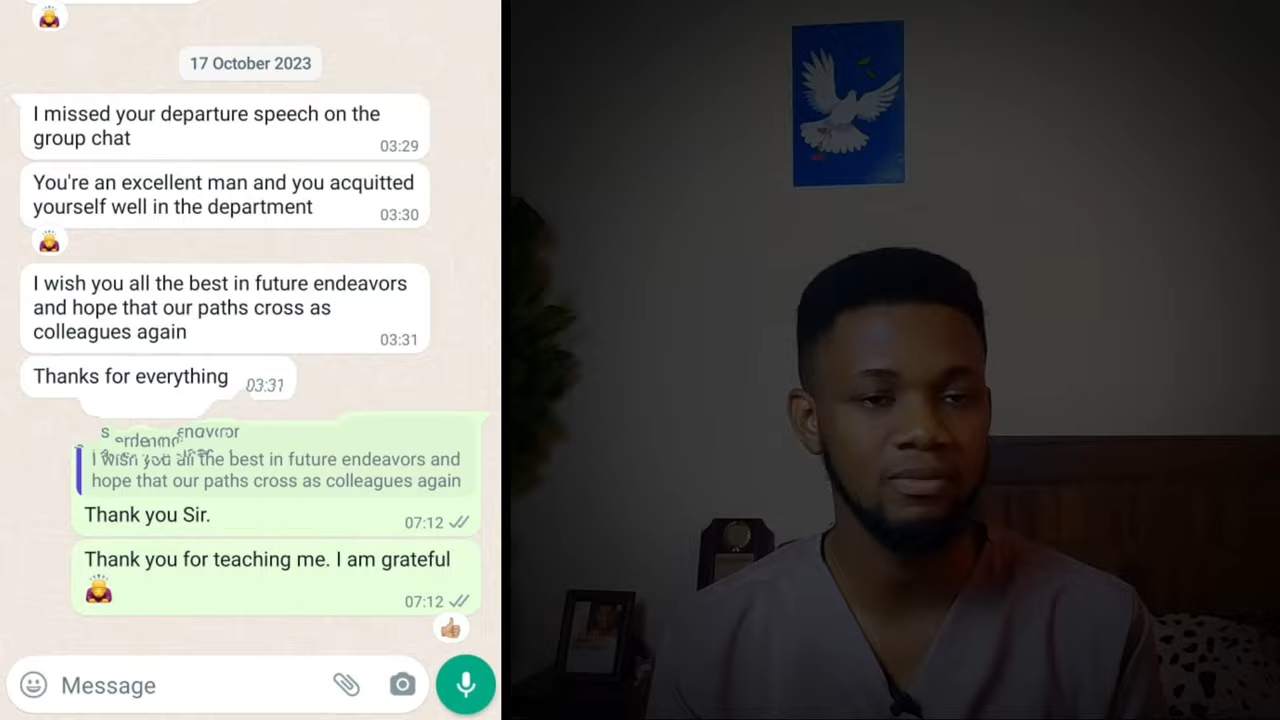 17 October 2023
I missed your departure speech on the
group chat
03:29
You're an excellent man and you acquitted
yourself well in the department
03:30
I wish you all the best in future endeavors
and hope that our paths cross as
colleagues again
03:31
Thanks for everything
03:31
I wish you all the best in future endeavors and
hope that our paths cross as colleagues again
Thank you Sir.
07:12
Thank you for teaching me. I am grateful
07:12
Message